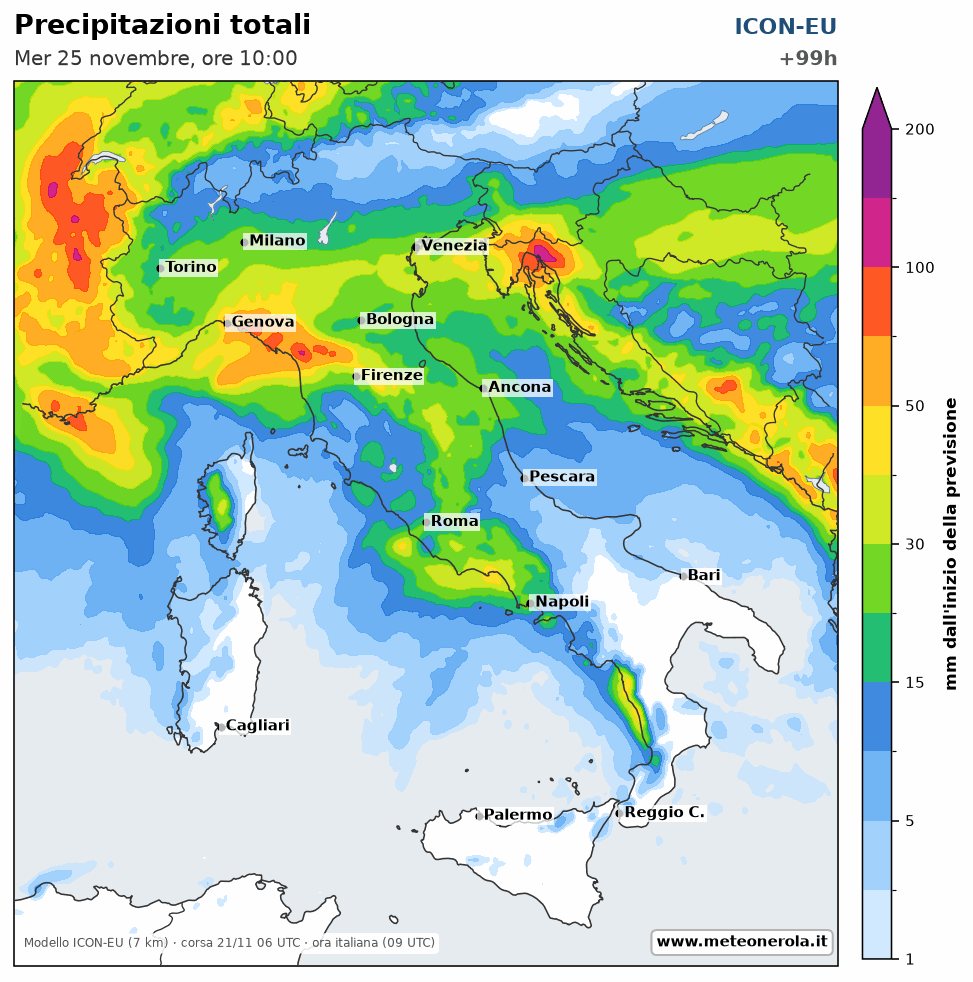 Precipitazioni totali
ICON-EU
Mer 25 novembre, ore 10:00
+99h
200
100
50
30
15
5
1
mm dall'inizio della previsione
Milano
Venezia
Torino
Genova
Bologna
Firenze
Ancona
Pescara
Roma
Bari
Napoli
Cagliari
Palermo
Reggio C.
Modello ICON-EU (7 km) · corsa 21/11 06 UTC · ora italiana (09 UTC)
www.meteonerola.it